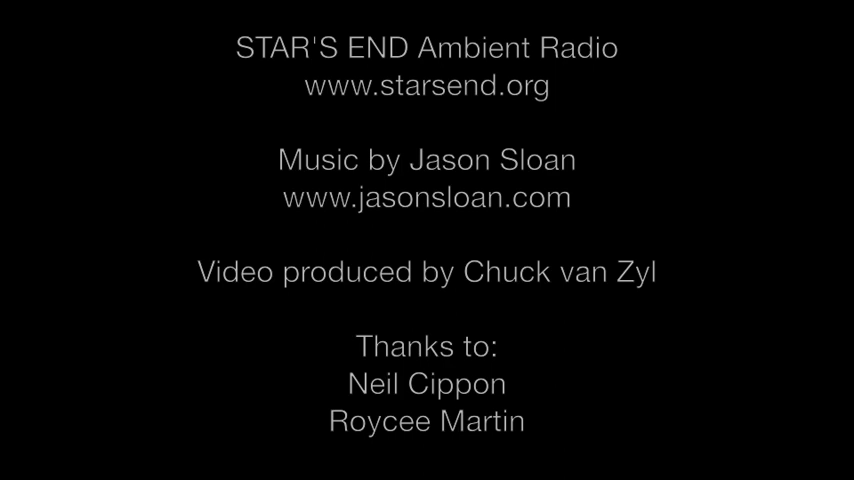 STAR'S END Ambient Radio
www.starsend.org
Music by Jason Sloan
www.jasonsloan.com
Video produced by Chuck van Zyl
Thanks to:
Neil Cippon
Roycee Martin